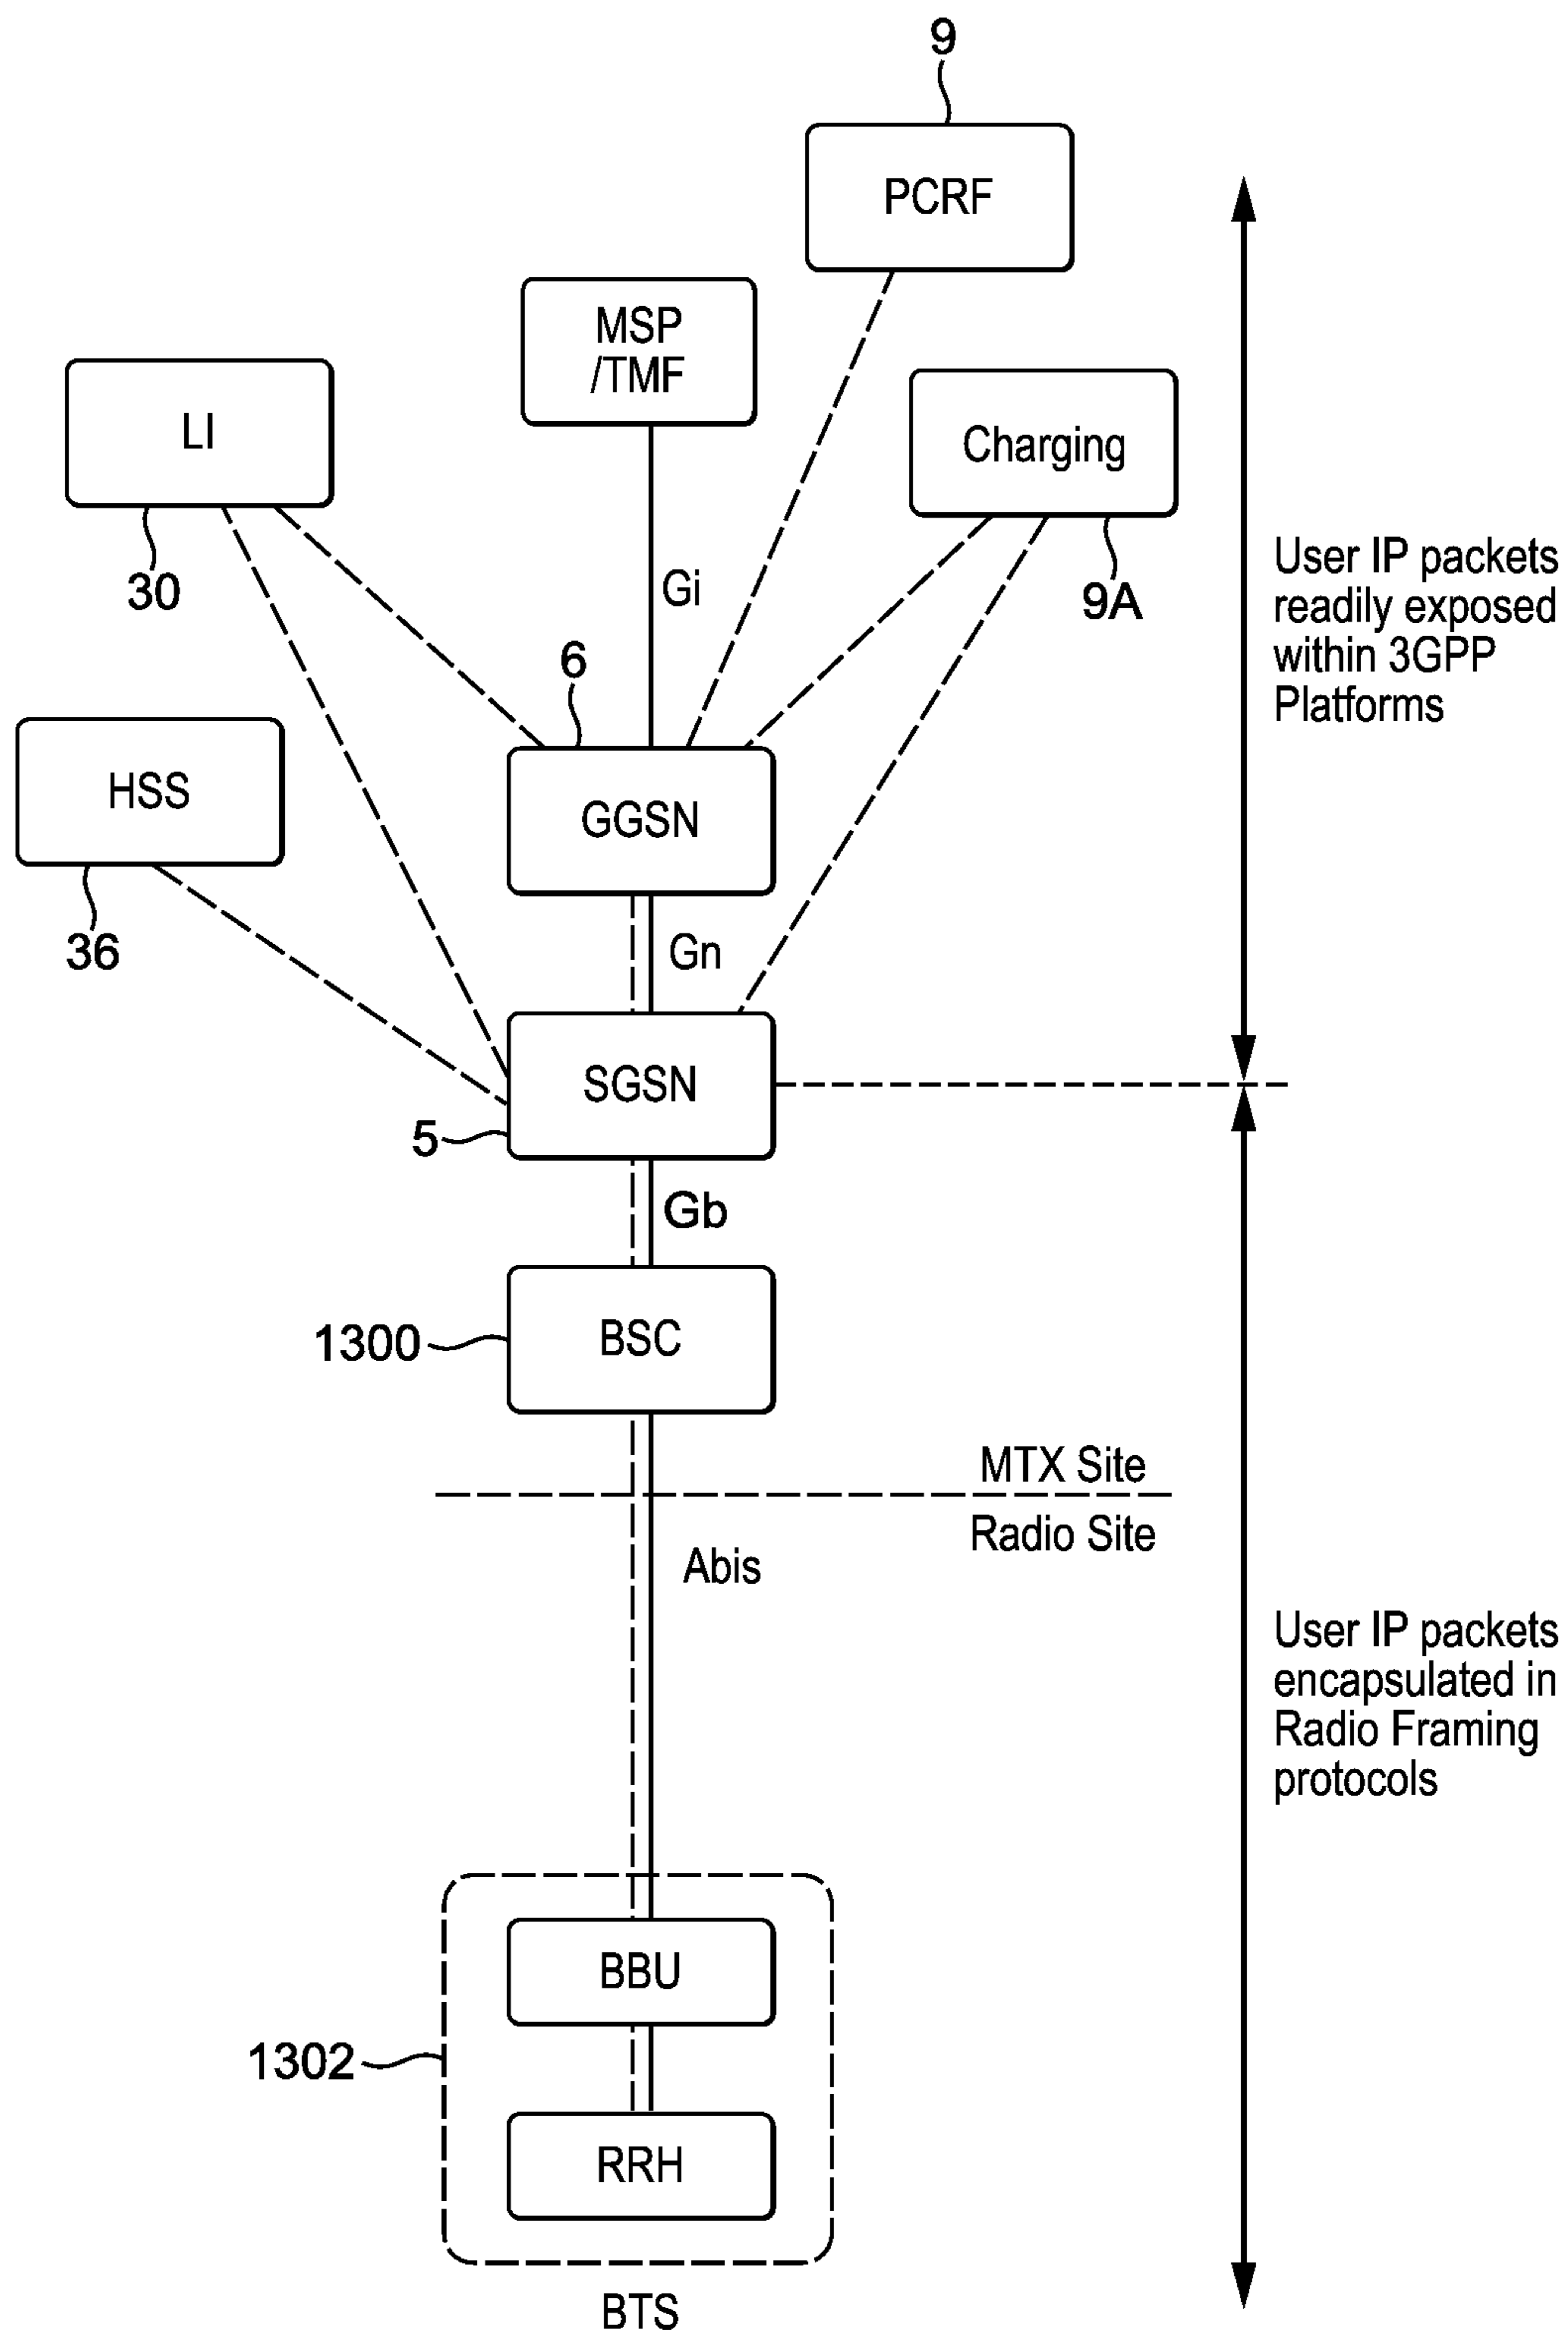 9
PCRF
MSP
/TMF
LI
Charging
30
Gi
9A
User IP packets
readily exposed
within 3GPP
Platforms
6
HSS
GGSN
36
Gn
SGSN
5
Gb
1300
BSC
MTX Site
Radio Site
Abis
User IP packets
encapsulated in
Radio Framing
protocols
BBU
1302
RRH
BTS